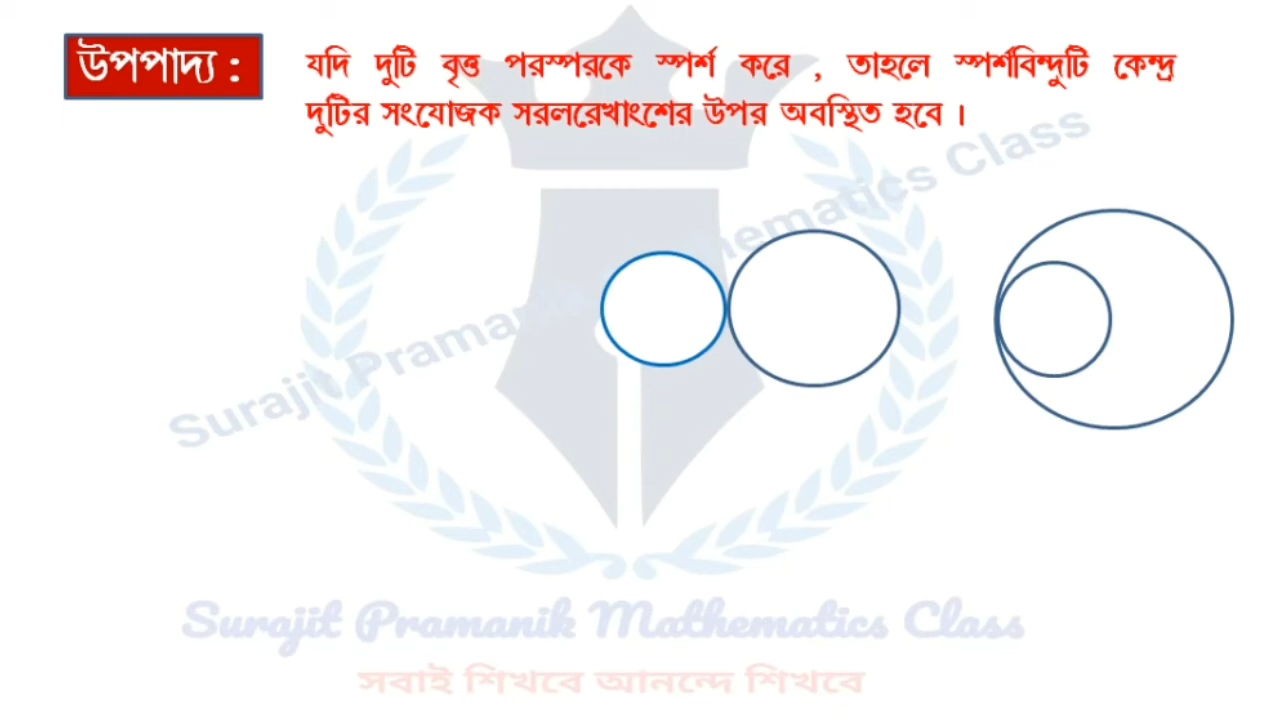 উপপাদ্য :
যদি দুটি বৃত্ত পরস্পরকে স্পর্শ করে , তাহলে স্পর্শবিন্দুটি কেন্দ্র
দুটির সংযোজক সরলরেখাংশের উপর অবস্থিত হবে ।
Surajit Pramanik Mathematics Class
Surajit Pramanik Mathematics Class
সবাই শিখবে আনন্দে শিখবে